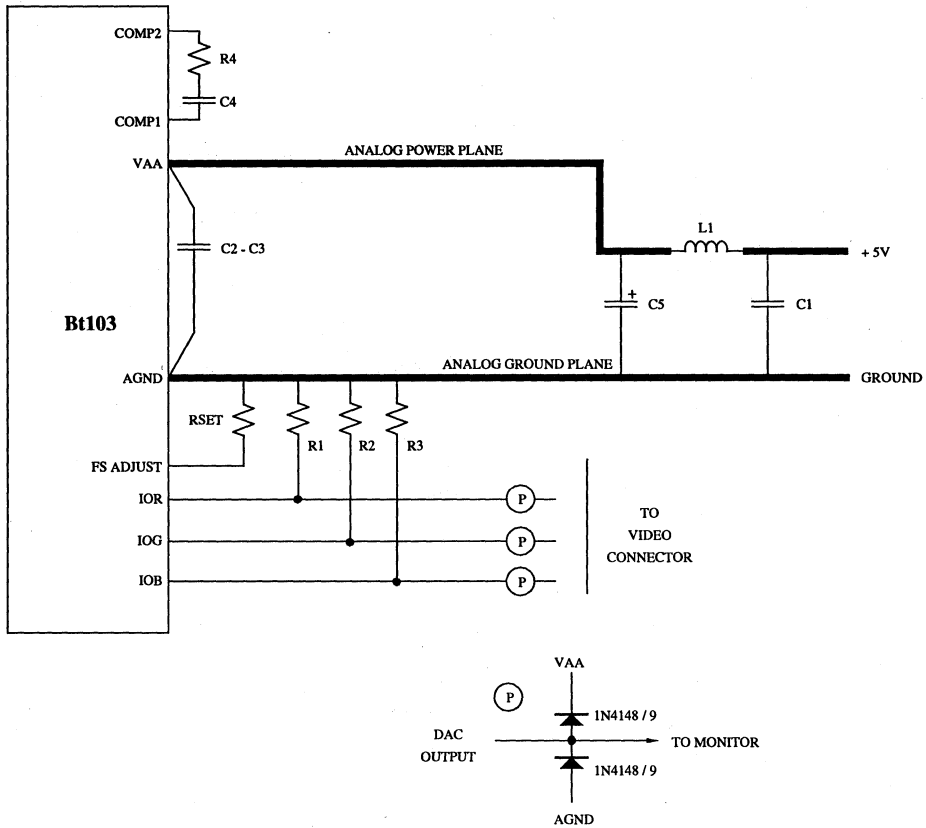 COMP2
R4
C4
COMP1
ANALOG POWER PLANE
VAA
L1
C2 - C3
+ 5V
+
C5
C1
Bt103
ANALOG GROUND PLANE
AGND
GROUND
RSET
R1
R2
R3
FS ADJUST
IOR
P
IOG
P
IOB
P
TO
VIDEO
CONNECTOR
VAA
P
1N4148 / 9
DAC
OUTPUT
TO MONITOR
1N4148 / 9
AGND